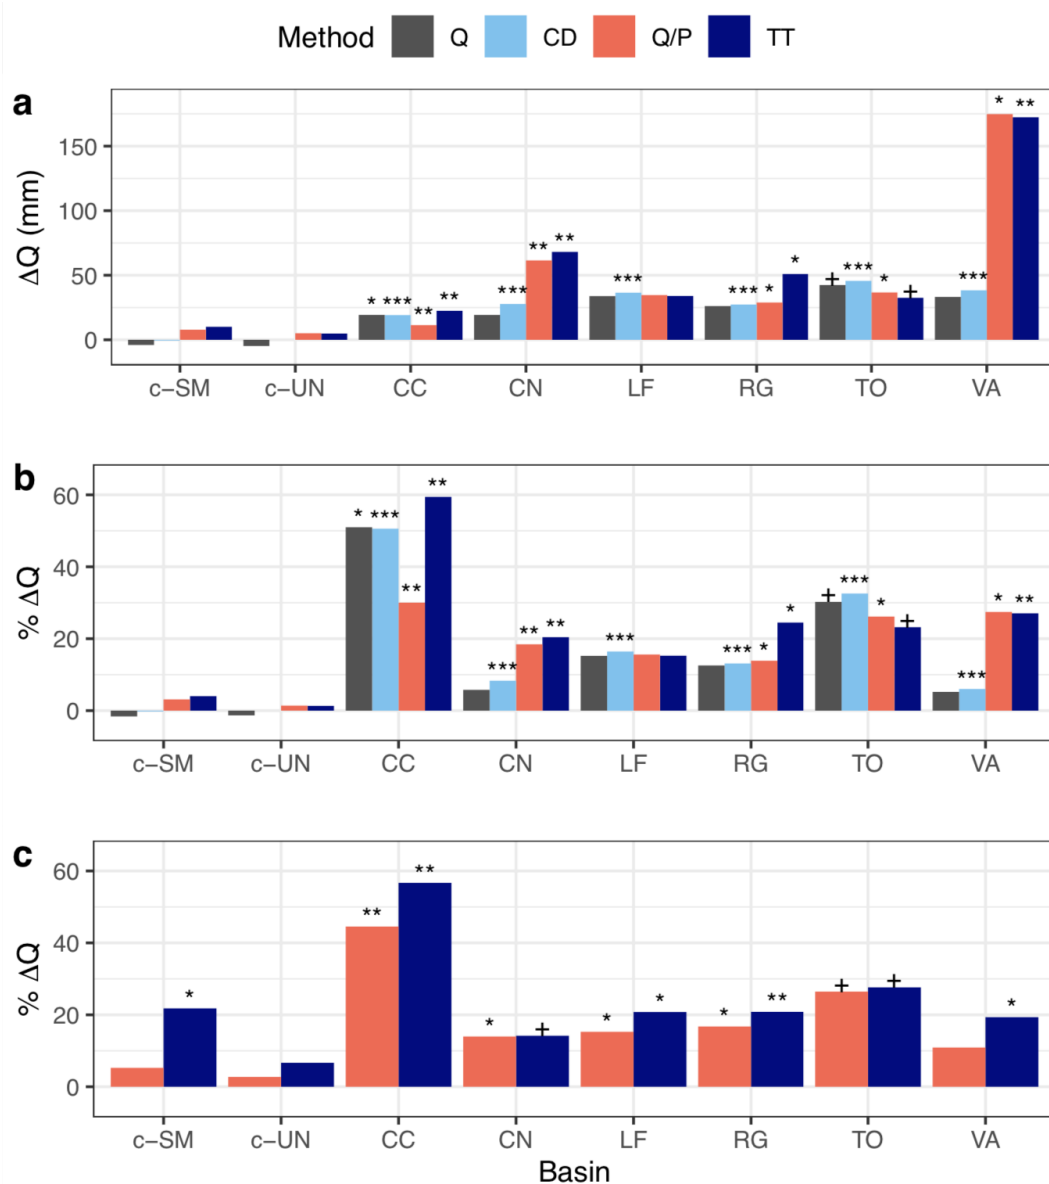 Method Q CD Q/P TT
a
ΔQ (mm)
150
100
50
0
* *** ** **
*** ** **
***
*** * *
+ *** * +
*** * **
c−SM c−UN CC CN LF RG TO VA
b
% ΔQ
60
40
20
0
* *** ** **
*** ** **
***
*** * *
+ *** * +
*** * **
c−SM c−UN CC CN LF RG TO VA
c
% ΔQ
60
40
20
0
*
** **
* +
* *
* **
+ +
*
c−SM c−UN CC CN LF RG TO VA
Basin